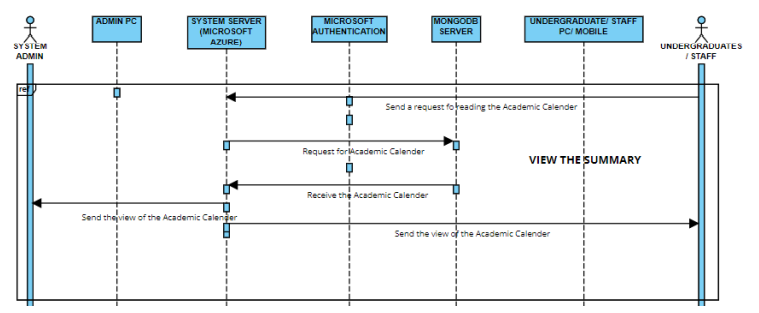 SYSTEM
ADMIN
ADMIN PC
SYSTEM SERVER
(MICROSOFT
AZURE)
MICROSOFT
AUTHENTICATION
MONGODB
SERVER
UNDERGRADUATE/ STAFF
PC/ MOBILE
UNDERGRADUATES
/ STAFF
ref
Send a request fo reading the Academic Calender
Request for Academic Calender
VIEW THE SUMMARY
Receive the Academic Calender
Send the view of the Academic Calender
Send the view of the Academic Calender